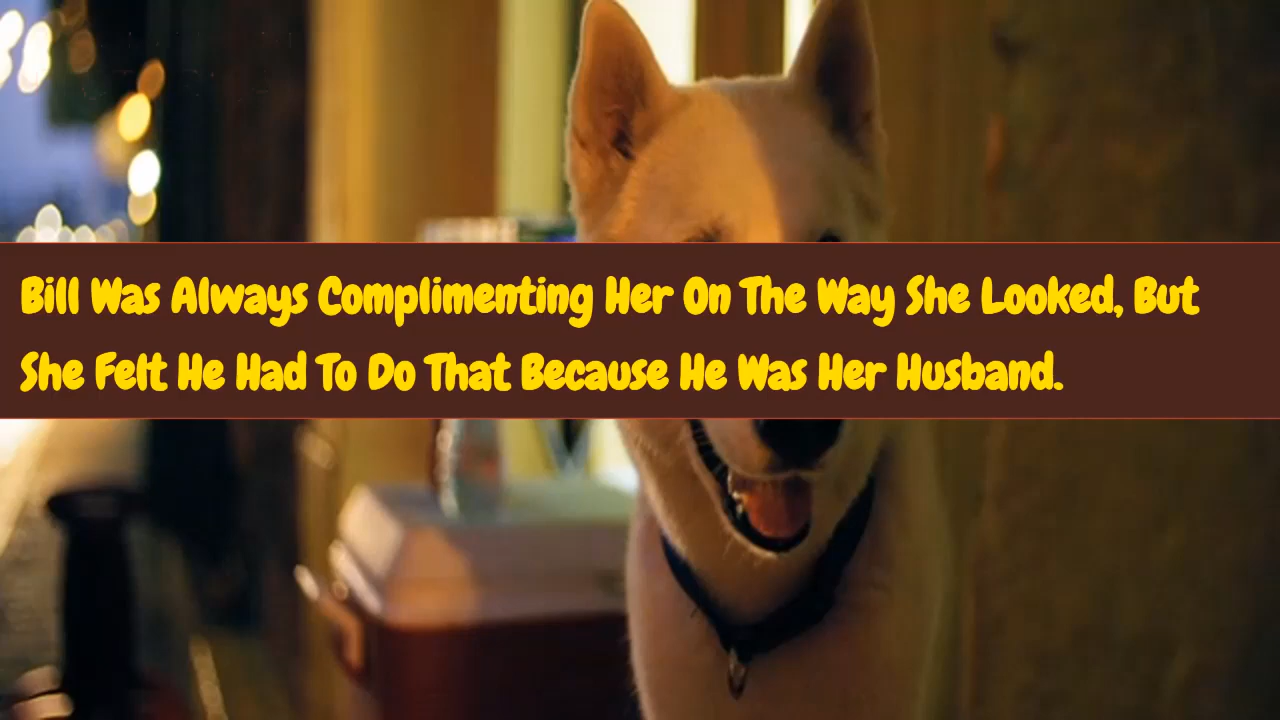 Bill Was Always Complimenting Her On The Way She Looked, But
She Felt He Had To Do That Because He Was Her Husband.